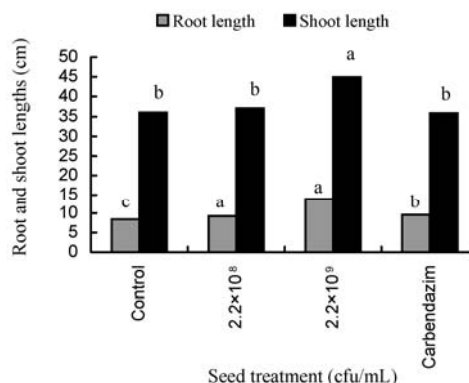 Root length Shoot length
Root and shoot lengths (cm)
50
45
40
35
30
25
20
15
10
5
0
c b a b a a b b
Control 2.2×10⁸ 2.2×10⁹ Carbendazim
Seed treatment (cfu/mL)